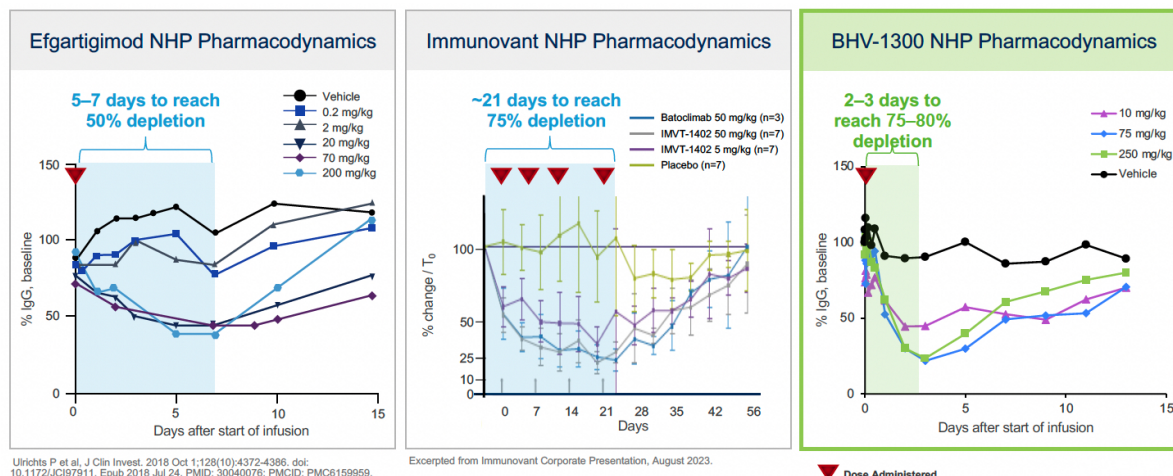 Efgartigimod NHP Pharmacodynamics
5–7 days to reach
50% depletion
Vehicle
0.2 mg/kg
2 mg/kg
20 mg/kg
70 mg/kg
200 mg/kg
% IgG, baseline
150
100
50
0
0
5
10
15
Days after start of infusion
Ulrichts P et al, J Clin Invest. 2018 Oct 1;128(10):4372-4386. doi:
10.1172/JCI97911. Epub 2018 Jul 24. PMID: 30040076; PMCID: PMC6159959.
Immunovant NHP Pharmacodynamics
~21 days to reach
75% depletion
Batoclimab 50 mg/kg (n=3)
IMVT-1402 50 mg/kg (n=7)
IMVT-1402 5 mg/kg (n=7)
Placebo (n=7)
% change / T0
100
50
25
10
0
0
7
14
21
28
35
42
56
Days
Excerpted from Immunovant Corporate Presentation, August 2023.
BHV-1300 NHP Pharmacodynamics
2–3 days to
reach 75–80%
depletion
10 mg/kg
75 mg/kg
250 mg/kg
Vehicle
% IgG, baseline
150
100
50
0
0
5
10
15
Days after start of infusion
Dose Administered